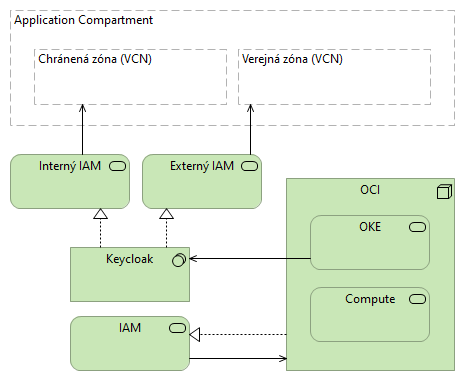 Application Compartment
Chránená zóna (VCN)
Verejná zóna (VCN)
Interný IAM
Externý IAM
OCI
OKE
Keycloak
Compute
IAM